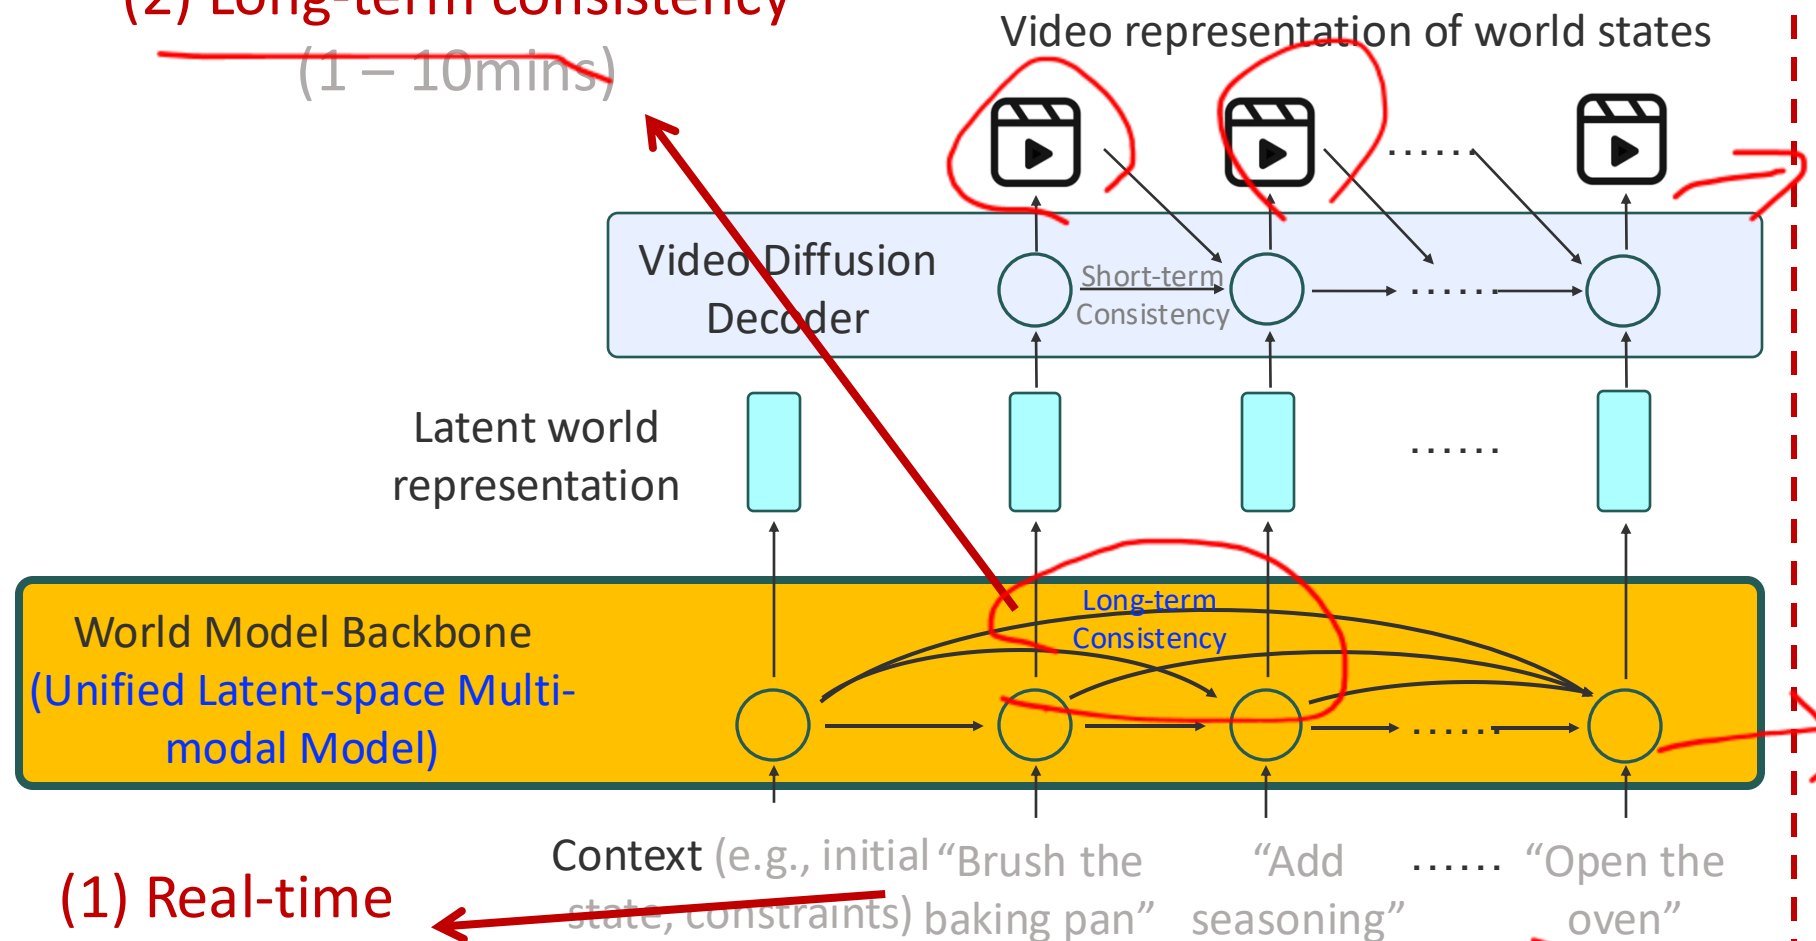 (2) Long-term consistency
(1 – 10mins)
Video representation of world states
Video Diffusion
Decoder
Short-term
Consistency
Latent world
representation
World Model Backbone
(Unified Latent-space Multi-
modal Model)
Long-term
Consistency
(1) Real-time
Context (e.g., initial
state, constraints)
“Brush the
baking pan”
“Add
seasoning”
“Open the
oven”